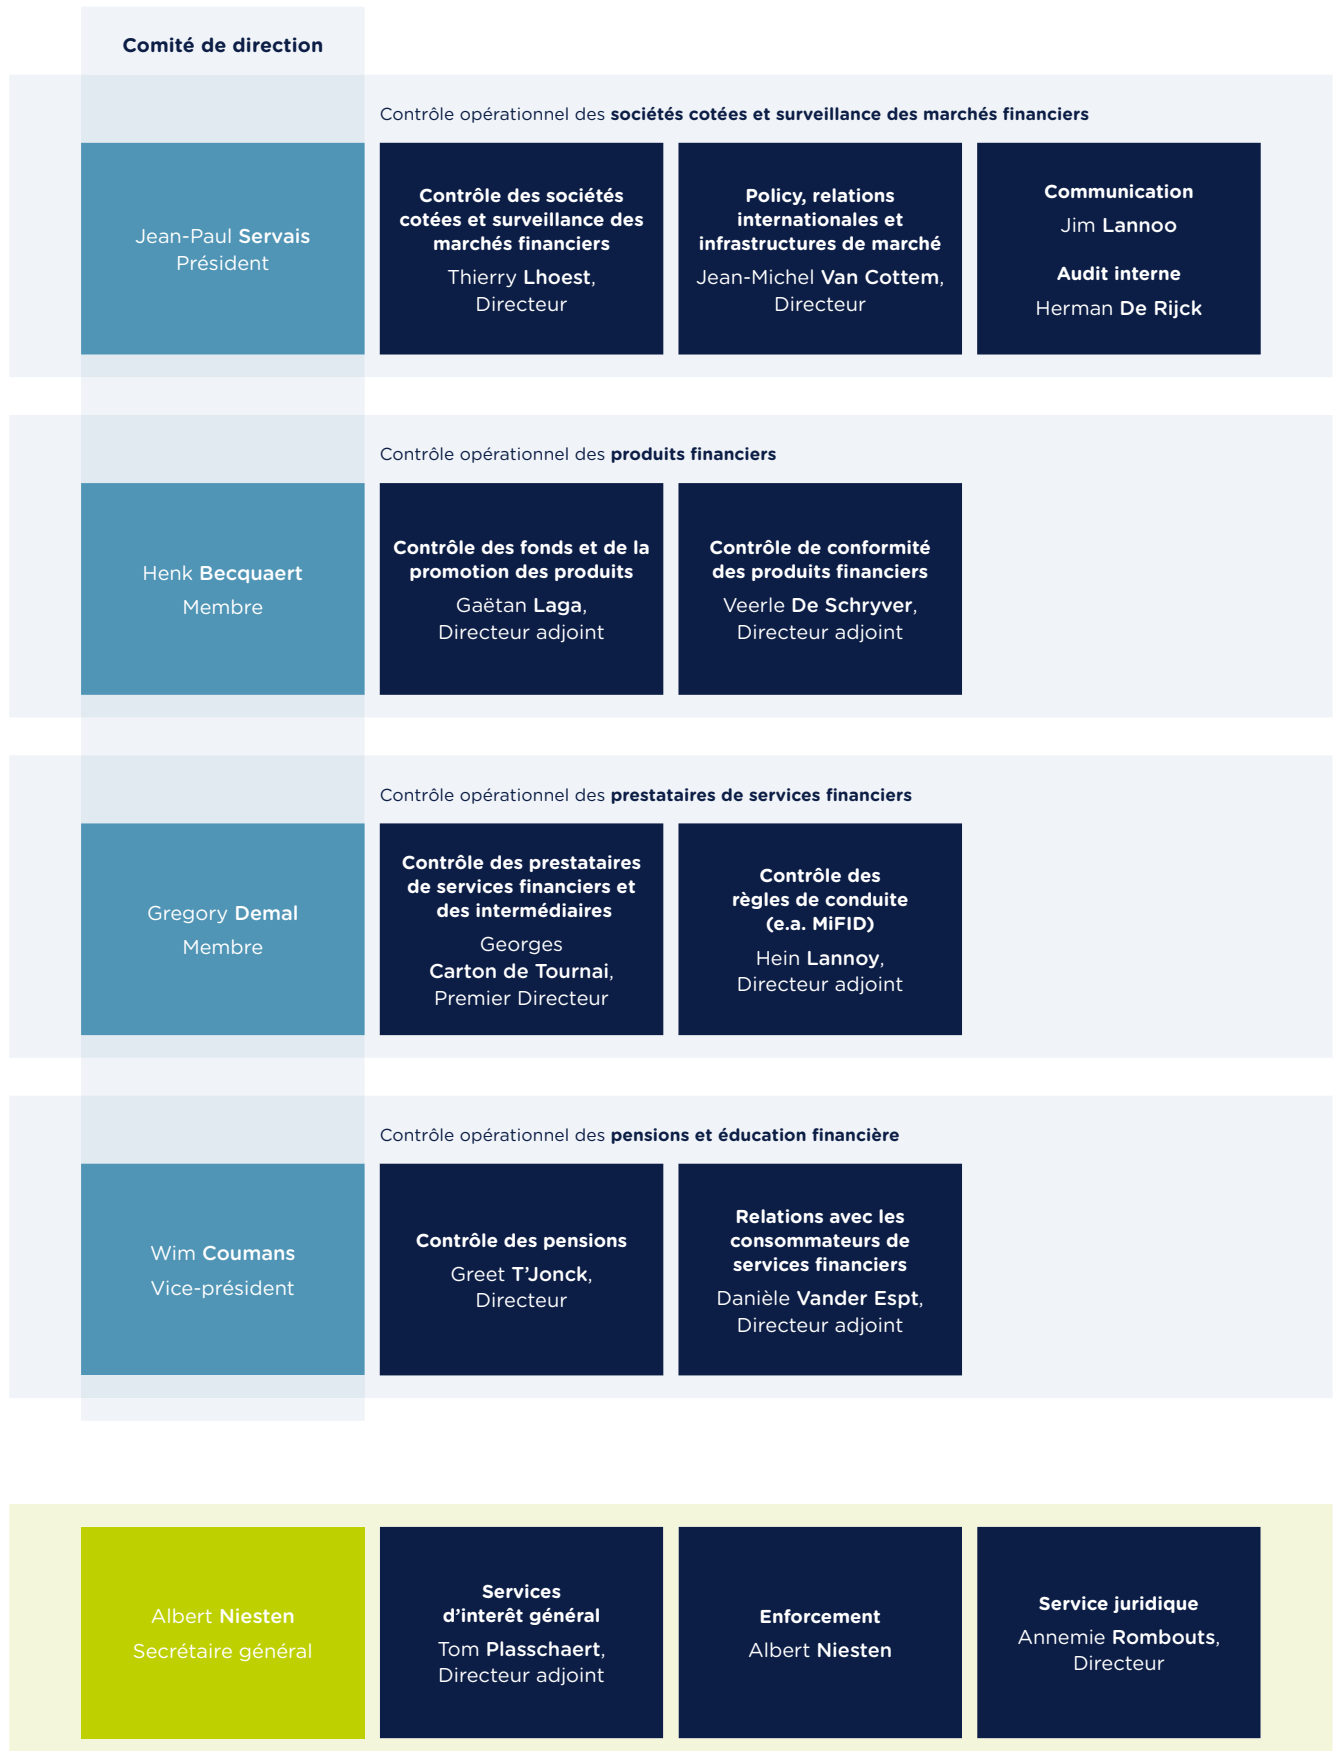 Comité de direction
Contrôle opérationnel des sociétés cotées et surveillance des marchés financiers
Jean-Paul Servais
Président
Contrôle des sociétés
cotées et surveillance des
marchés financiers
Thierry Lhoest,
Directeur
Policy, relations
internationales et
infrastructures de marché
Jean-Michel Van Cottem,
Directeur
Communication
Jim Lannoo
Audit interne
Herman De Rijck
Contrôle opérationnel des produits financiers
Henk Becquaert
Membre
Contrôle des fonds et de la
promotion des produits
Gaëtan Laga,
Directeur adjoint
Contrôle de conformité
des produits financiers
Veerle De Schryver,
Directeur adjoint
Contrôle opérationnel des prestataires de services financiers
Gregory Demal
Membre
Contrôle des prestataires
de services financiers et
des intermédiaires
Georges
Carton de Tournai,
Premier Directeur
Contrôle des
règles de conduite
(e.a. MiFID)
Hein Lannoy,
Directeur adjoint
Contrôle opérationnel des pensions et éducation financière
Wim Coumans
Vice-président
Contrôle des pensions
Greet T’Jonck,
Directeur
Relations avec les
consommateurs de
services financiers
Danièle Vander Espt,
Directeur adjoint
Albert Niesten
Secrétaire général
Services
d’interêt général
Tom Plasschaert,
Directeur adjoint
Enforcement
Albert Niesten
Service juridique
Annemie Rombouts,
Directeur